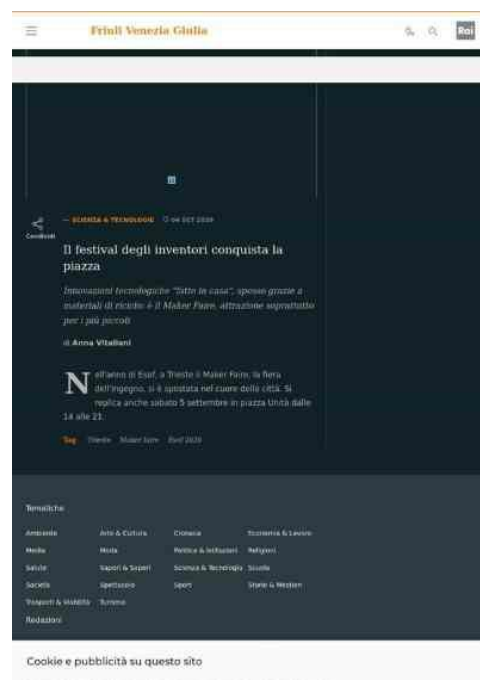 Friuli Venezia Giulia
Rai
Condividi
— SCIENZA & TECNOLOGIE
Il festival degli inventori conquista la
piazza
Innovazioni tecnologiche "fatte in casa", spesso grazie a
materiali di riciclo: è il Maker Faire, attrazione soprattutto
per i più piccoli
di Anna Vitaliani
Nell'anno di Esof, a Trieste il Maker Faire, la fiera
dell'ingegno, si è spostata nel cuore della città. Si
replica anche sabato 5 settembre in piazza Unità dalle
14 alle 21.
Tag Trieste Maker Faire Esof 2020
Tematiche
Ambiente Arte & Cultura Cronaca Economia & Lavoro
Media Moda Politica & Istituzioni Religioni
Salute Sapori & Saperi Scienza & Tecnologia Scuola
Società Spettacolo Sport Storie & Mestieri
Trasporti & Viabilità Turismo
Redazioni
Cookie e pubblicità su questo sito